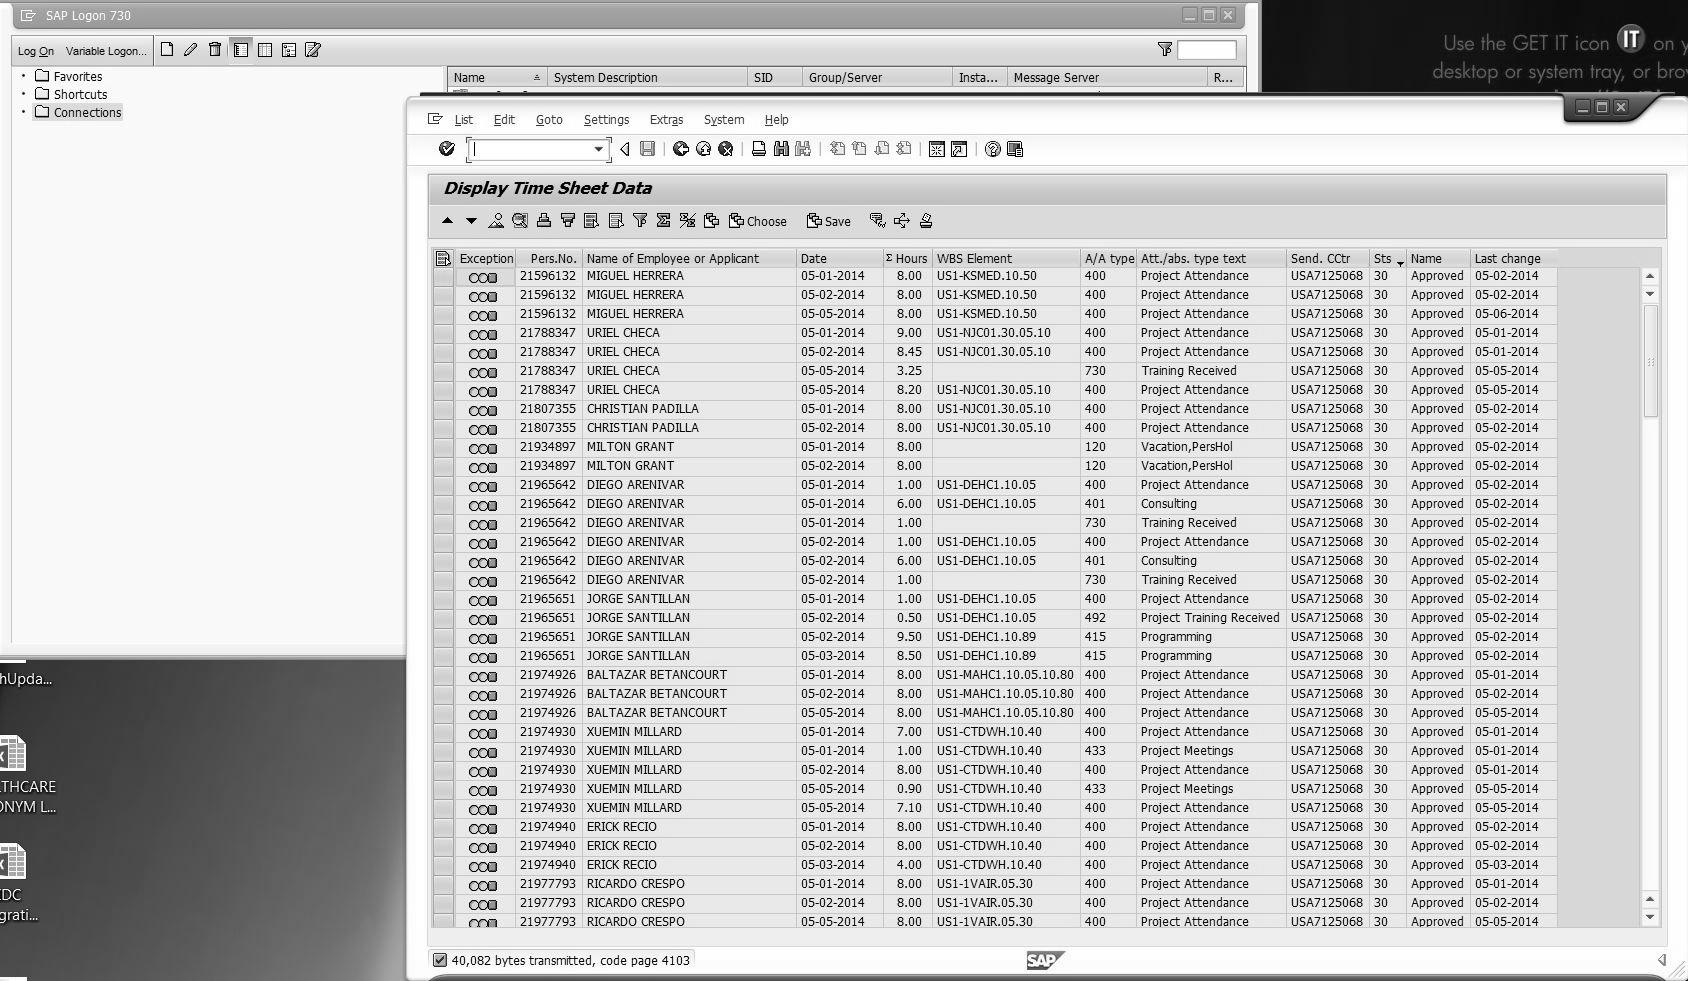 SAP Logon 730
Log On Variable Logon...
Favorites
Shortcuts
Connections
Name System Description SID Group/Server Insta... Message Server R...
Use the GET IT icon IT on y
desktop or system tray, or brow
List Edit Goto Settings Extras System Help
Display Time Sheet Data
Choose Save
Exception Pers.No. Name of Employee or Applicant Date Σ Hours WBS Element A/A type Att./abs. type text Send. CCtr Sts Name Last change
21596132 MIGUEL HERRERA 05-01-2014 8.00 US1-KSMED.10.50 400 Project Attendance USA7125068 30 Approved 05-02-2014
21596132 MIGUEL HERRERA 05-02-2014 8.00 US1-KSMED.10.50 400 Project Attendance USA7125068 30 Approved 05-02-2014
21596132 MIGUEL HERRERA 05-05-2014 8.00 US1-KSMED.10.50 400 Project Attendance USA7125068 30 Approved 05-06-2014
21788347 URIEL CHECA 05-01-2014 9.00 US1-NJC01.30.05.10 400 Project Attendance USA7125068 30 Approved 05-01-2014
21788347 URIEL CHECA 05-02-2014 8.45 US1-NJC01.30.05.10 400 Project Attendance USA7125068 30 Approved 05-01-2014
21788347 URIEL CHECA 05-05-2014 3.25 730 Training Received USA7125068 30 Approved 05-05-2014
21788347 URIEL CHECA 05-05-2014 8.20 US1-NJC01.30.05.10 400 Project Attendance USA7125068 30 Approved 05-05-2014
21807355 CHRISTIAN PADILLA 05-01-2014 8.00 US1-NJC01.30.05.10 400 Project Attendance USA7125068 30 Approved 05-02-2014
21807355 CHRISTIAN PADILLA 05-02-2014 8.00 US1-NJC01.30.05.10 400 Project Attendance USA7125068 30 Approved 05-02-2014
21934897 MILTON GRANT 05-01-2014 8.00 120 Vacation,PersHol USA7125068 30 Approved 05-02-2014
21934897 MILTON GRANT 05-02-2014 8.00 120 Vacation,PersHol USA7125068 30 Approved 05-02-2014
21965642 DIEGO ARENIVAR 05-01-2014 1.00 US1-DEHC1.10.05 400 Project Attendance USA7125068 30 Approved 05-02-2014
21965642 DIEGO ARENIVAR 05-01-2014 6.00 US1-DEHC1.10.05 401 Consulting USA7125068 30 Approved 05-02-2014
21965642 DIEGO ARENIVAR 05-01-2014 1.00 730 Training Received USA7125068 30 Approved 05-02-2014
21965642 DIEGO ARENIVAR 05-02-2014 1.00 US1-DEHC1.10.05 400 Project Attendance USA7125068 30 Approved 05-02-2014
21965642 DIEGO ARENIVAR 05-02-2014 6.00 US1-DEHC1.10.05 401 Consulting USA7125068 30 Approved 05-02-2014
21965642 DIEGO ARENIVAR 05-02-2014 1.00 730 Training Received USA7125068 30 Approved 05-02-2014
21965651 JORGE SANTILLAN 05-01-2014 1.00 US1-DEHC1.10.05 400 Project Attendance USA7125068 30 Approved 05-02-2014
21965651 JORGE SANTILLAN 05-02-2014 0.50 US1-DEHC1.10.05 492 Project Training Received USA7125068 30 Approved 05-02-2014
21965651 JORGE SANTILLAN 05-02-2014 9.50 US1-DEHC1.10.89 415 Programming USA7125068 30 Approved 05-02-2014
21965651 JORGE SANTILLAN 05-03-2014 8.50 US1-DEHC1.10.89 415 Programming USA7125068 30 Approved 05-02-2014
21974926 BALTAZAR BETANCOURT 05-01-2014 8.00 US1-MAHC1.10.05.10.80 400 Project Attendance USA7125068 30 Approved 05-01-2014
21974926 BALTAZAR BETANCOURT 05-02-2014 8.00 US1-MAHC1.10.05.10.80 400 Project Attendance USA7125068 30 Approved 05-02-2014
21974926 BALTAZAR BETANCOURT 05-05-2014 8.00 US1-MAHC1.10.05.10.80 400 Project Attendance USA7125068 30 Approved 05-05-2014
21974930 XUEMIN MILLARD 05-01-2014 7.00 US1-CTDWH.10.40 400 Project Attendance USA7125068 30 Approved 05-01-2014
21974930 XUEMIN MILLARD 05-01-2014 1.00 US1-CTDWH.10.40 433 Project Meetings USA7125068 30 Approved 05-01-2014
21974930 XUEMIN MILLARD 05-02-2014 8.00 US1-CTDWH.10.40 400 Project Attendance USA7125068 30 Approved 05-01-2014
21974930 XUEMIN MILLARD 05-05-2014 0.90 US1-CTDWH.10.40 433 Project Meetings USA7125068 30 Approved 05-05-2014
21974930 XUEMIN MILLARD 05-05-2014 7.10 US1-CTDWH.10.40 400 Project Attendance USA7125068 30 Approved 05-05-2014
21974940 ERICK RECIO 05-01-2014 8.00 US1-CTDWH.10.40 400 Project Attendance USA7125068 30 Approved 05-02-2014
21974940 ERICK RECIO 05-02-2014 8.00 US1-CTDWH.10.40 400 Project Attendance USA7125068 30 Approved 05-02-2014
21974940 ERICK RECIO 05-03-2014 4.00 US1-CTDWH.10.40 400 Project Attendance USA7125068 30 Approved 05-03-2014
21977793 RICARDO CRESPO 05-01-2014 8.00 US1-1VAIR.05.30 400 Project Attendance USA7125068 30 Approved 05-01-2014
21977793 RICARDO CRESPO 05-02-2014 8.00 US1-1VAIR.05.30 400 Project Attendance USA7125068 30 Approved 05-02-2014
21977793 RICARDO CRESPO 05-05-2014 8.00 US1-1VAIR.05.30 400 Project Attendance USA7125068 30 Approved 05-05-2014
40,082 bytes transmitted, code page 4103 SAP
hUpda...
THCARE
ONYM L...
DC
grati...